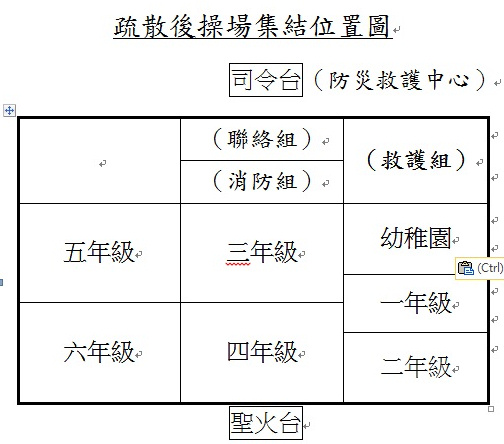 疏散後操場集結位置圖
司令台（防災救護中心）
（聯絡組）
（救護組）
（消防組）
五年級
三年級
幼稚園
(Ctrl)
一年級
六年級
四年級
二年級
聖火台